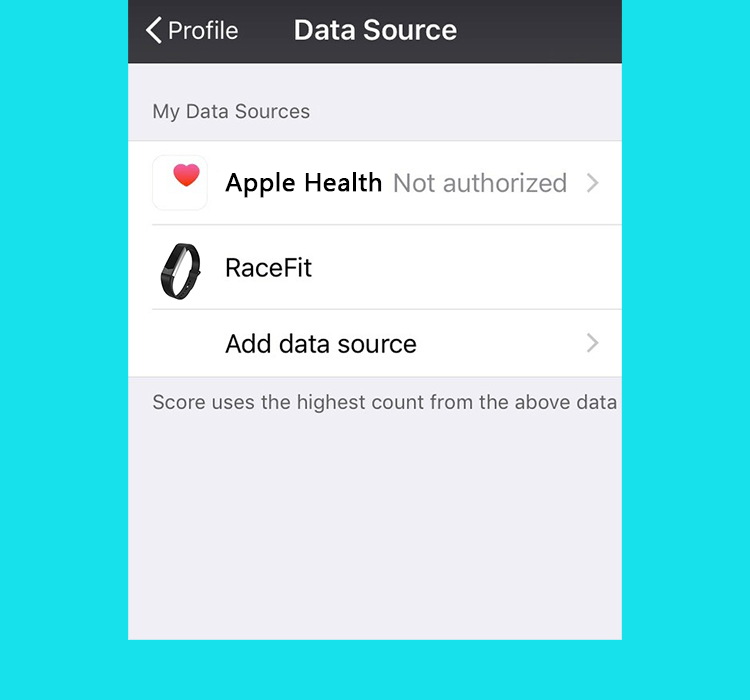 Profile
Data Source
My Data Sources
Apple Health Not authorized
RaceFit
Add data source
Score uses the highest count from the above data